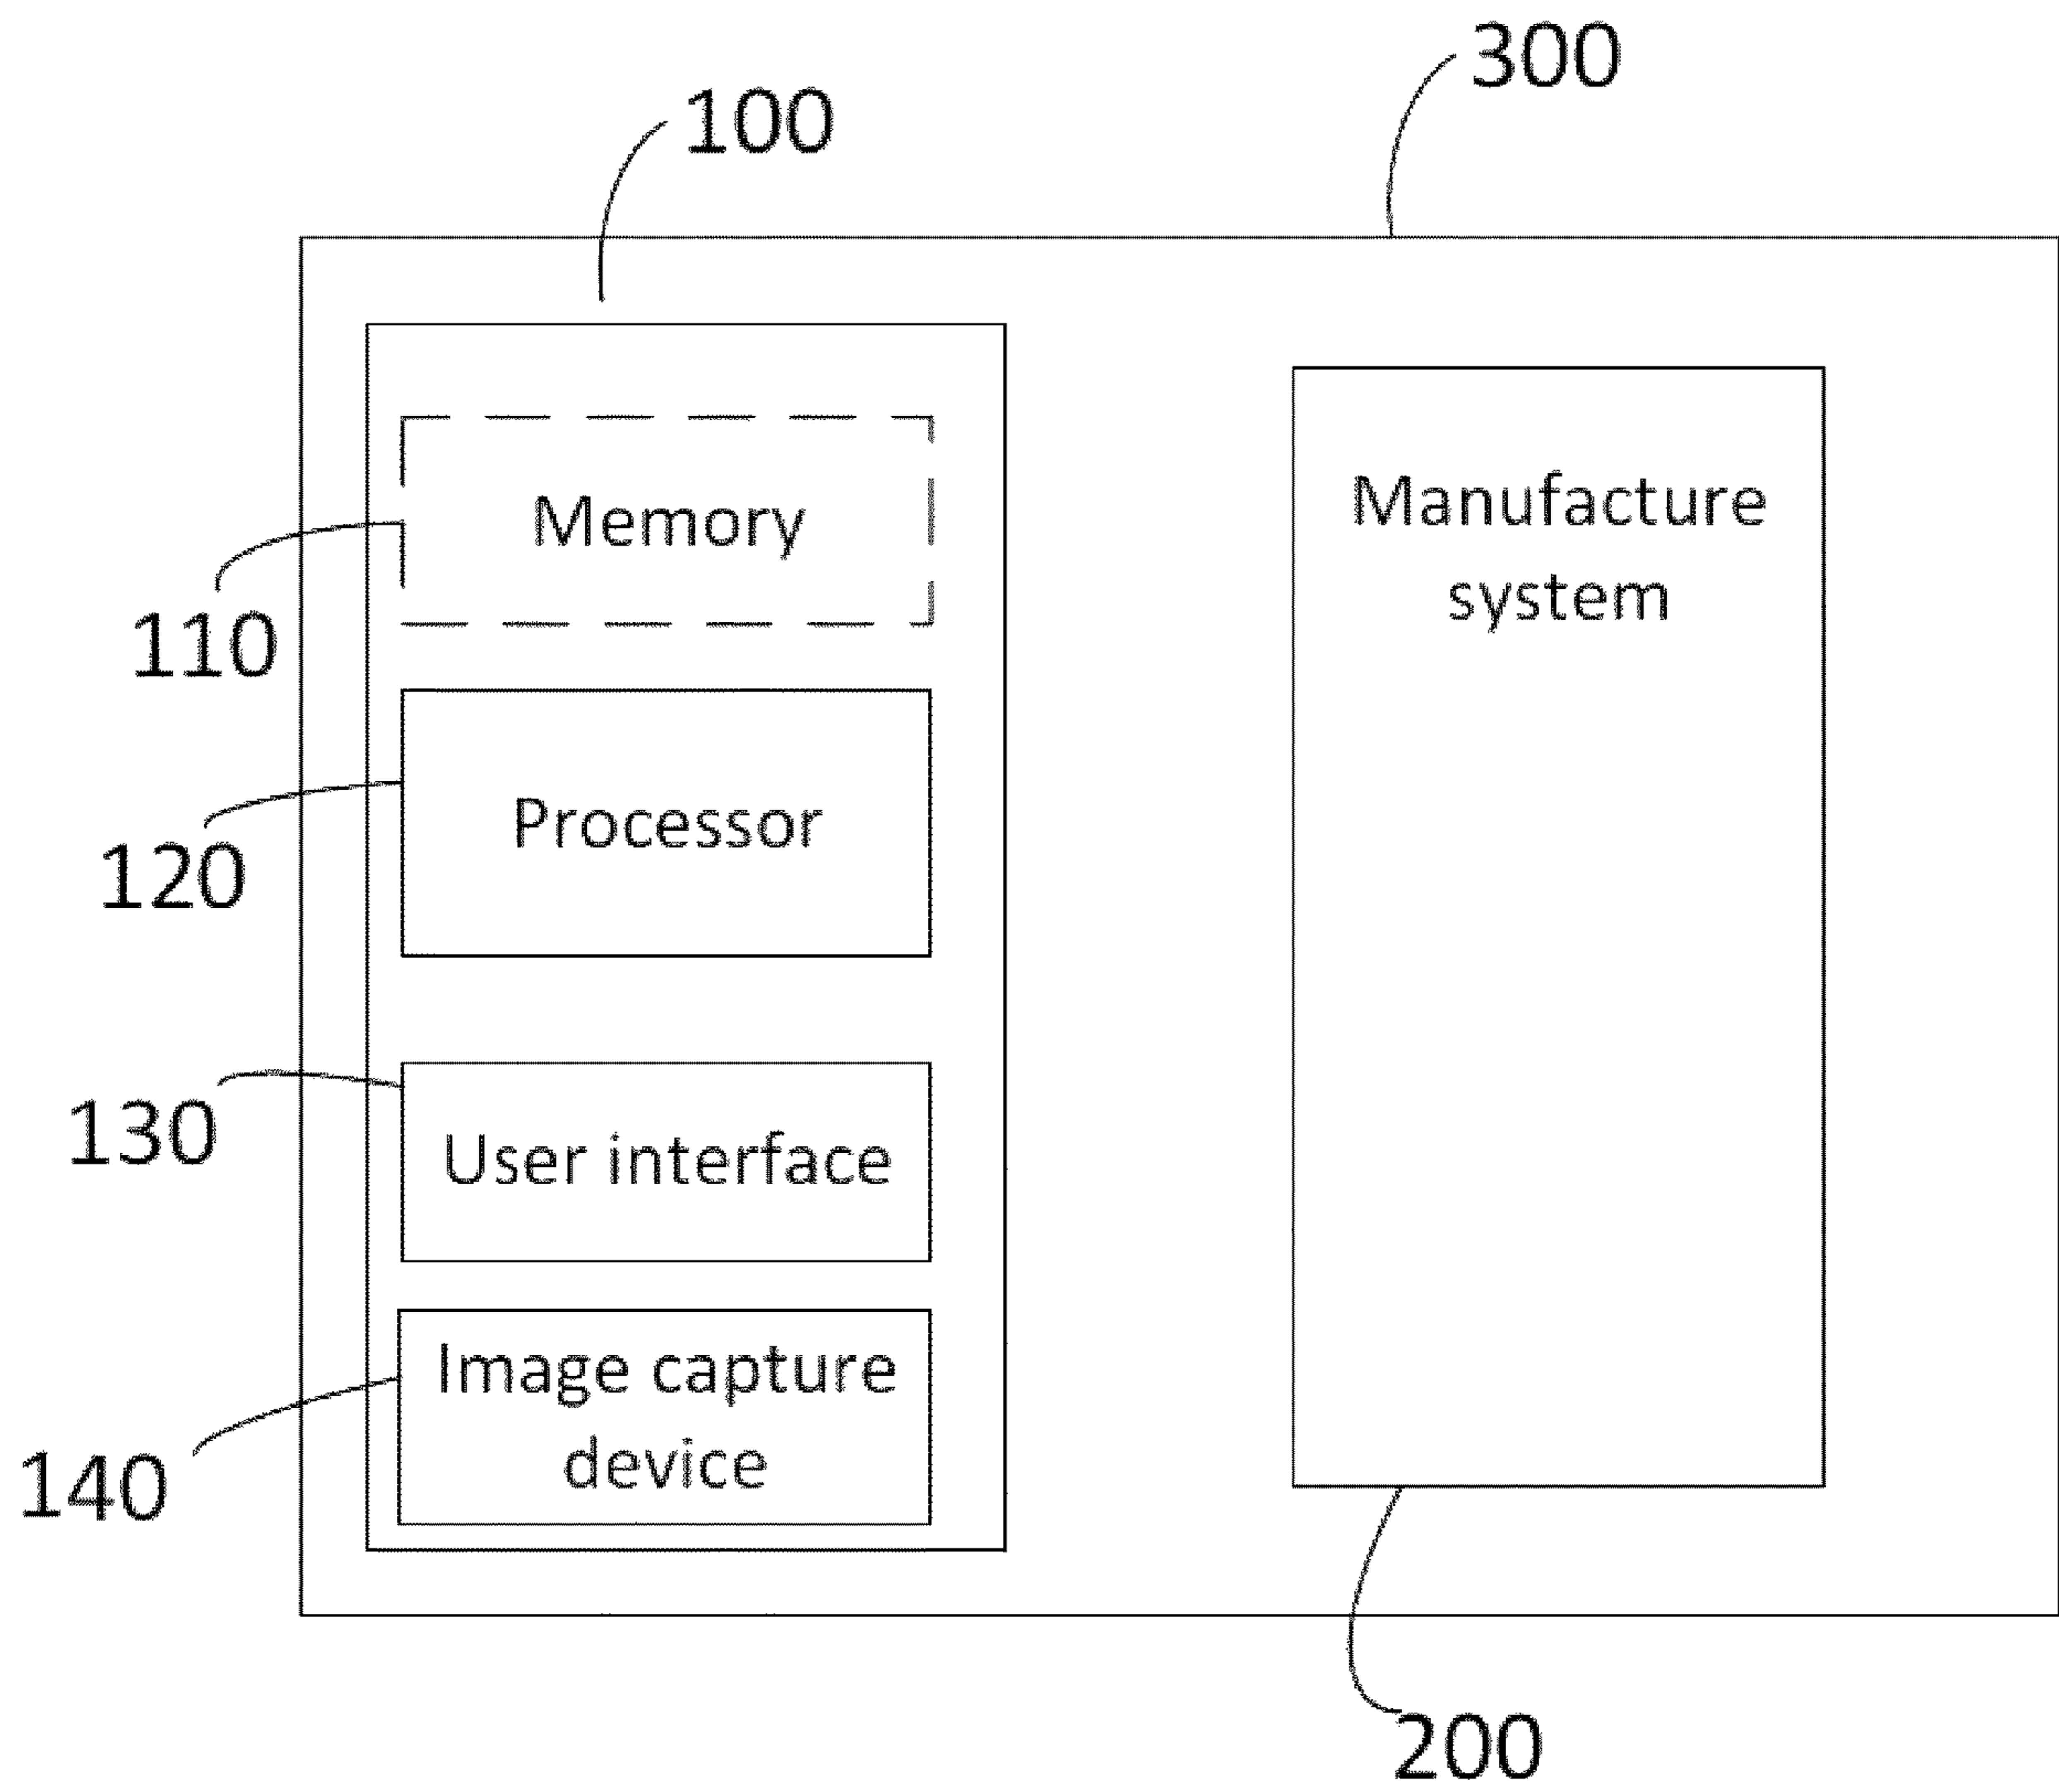 300
100
Memory
110
Manufacture
system
Processor
120
User interface
130
Image capture
device
140
200